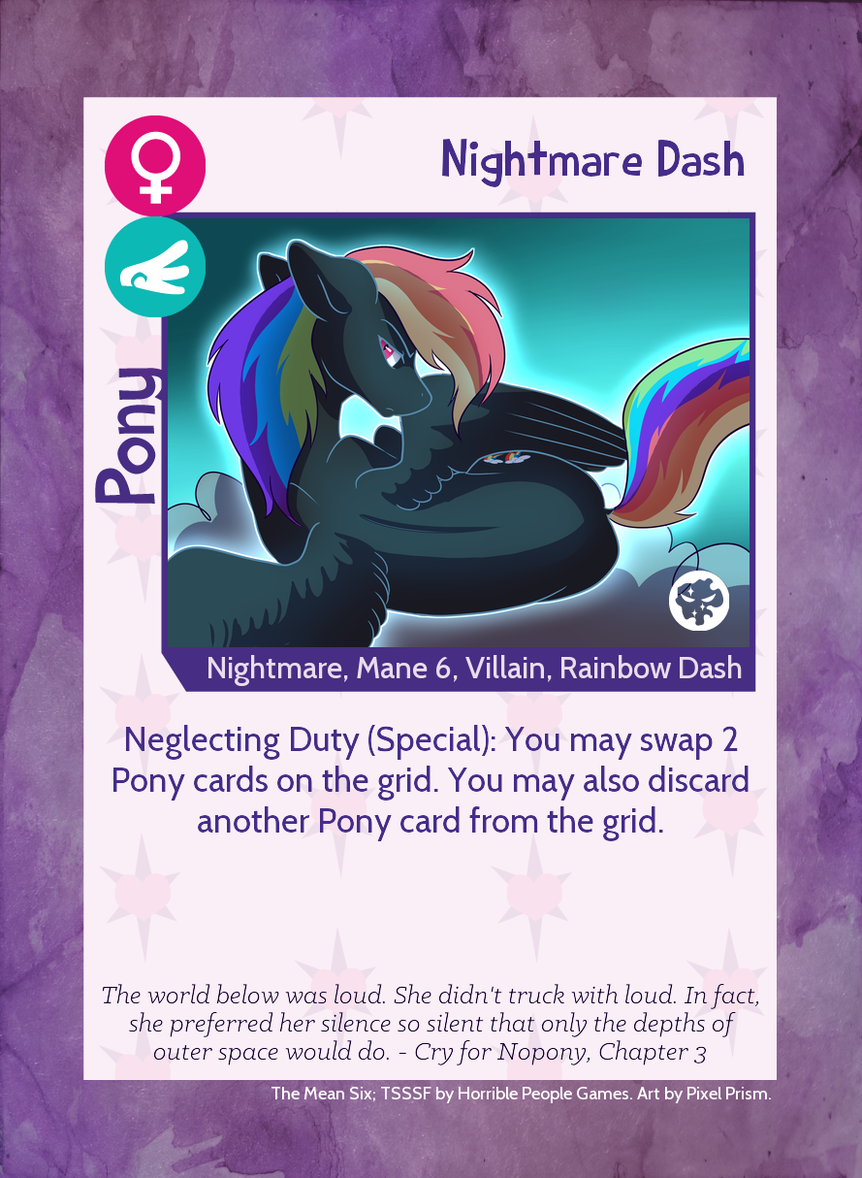 Nightmare Dash
Pony
Nightmare, Mane 6, Villain, Rainbow Dash
Neglecting Duty (Special): You may swap 2
Pony cards on the grid. You may also discard
another Pony card from the grid.
The world below was loud. She didn't truck with loud. In fact,
she preferred her silence so silent that only the depths of
outer space would do. - Cry for Nopony, Chapter 3
The Mean Six; TSSSF by Horrible People Games. Art by Pixel Prism.